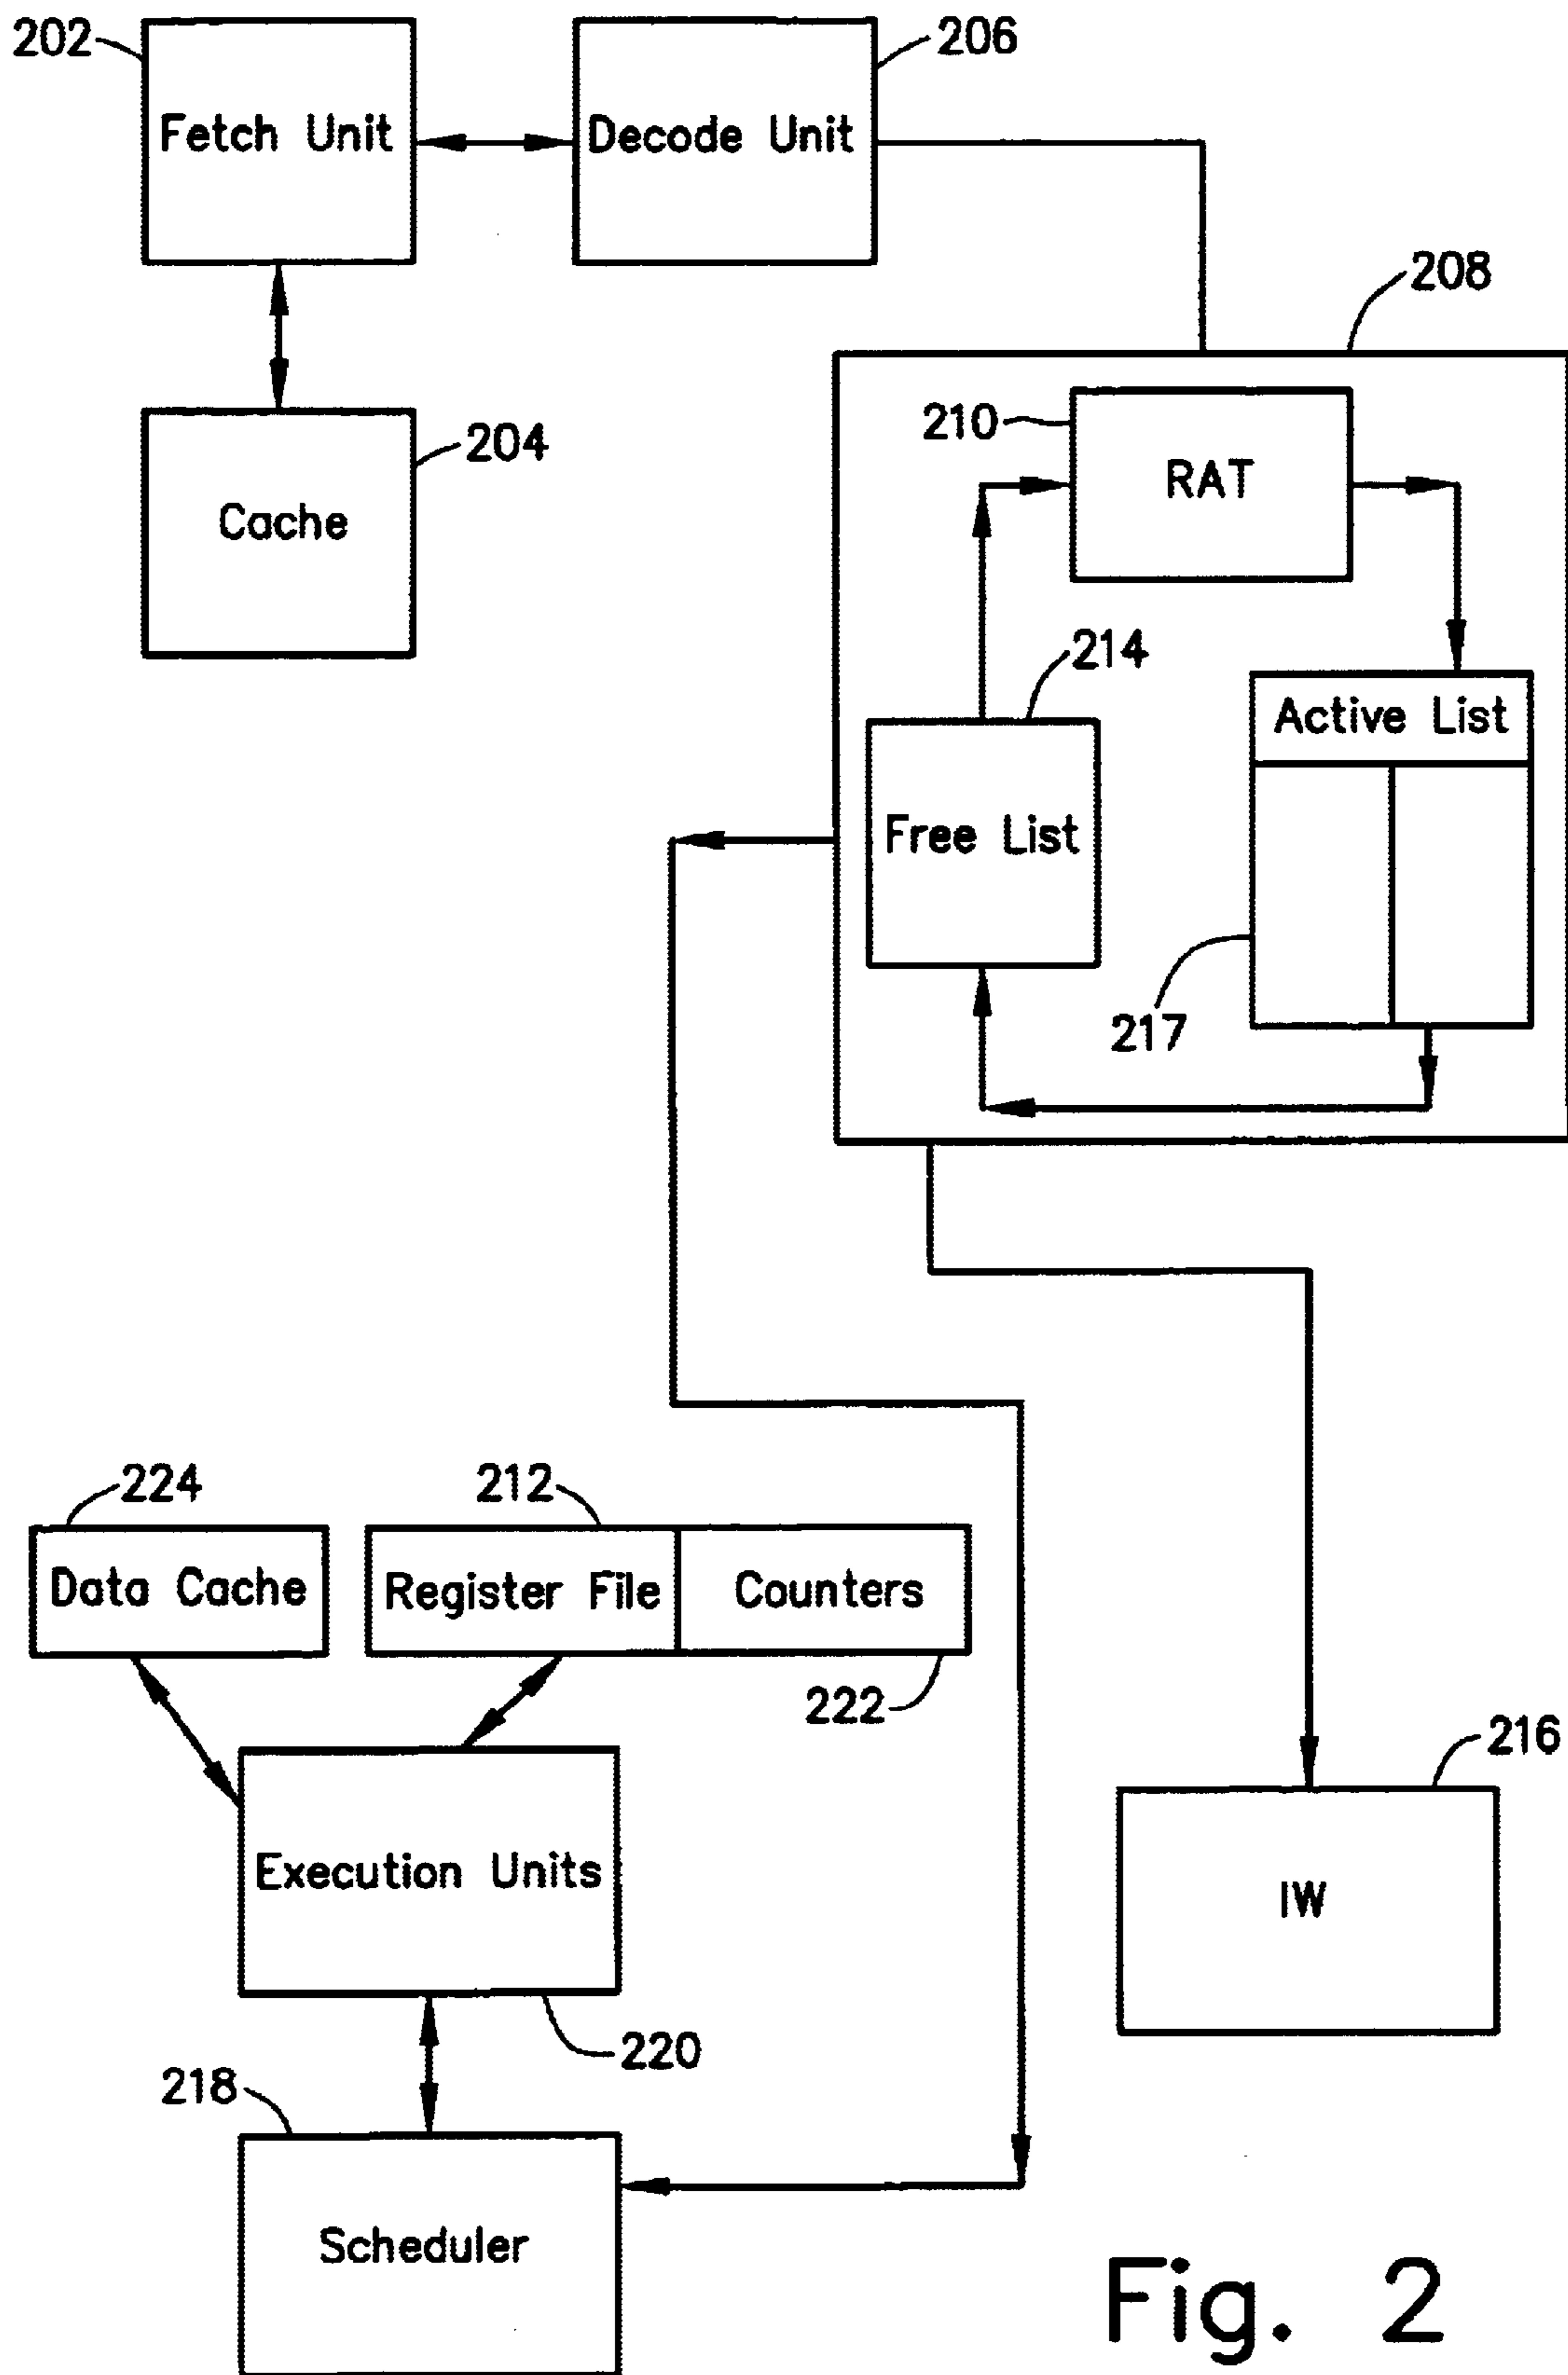 202
206
Fetch Unit
Decode Unit
208
210
204
RAT
Cache
214
Active List
Free List
217
224
212
Data Cache
Register File
Counters
222
216
Execution Units
IW
220
218
Scheduler
Fig. 2